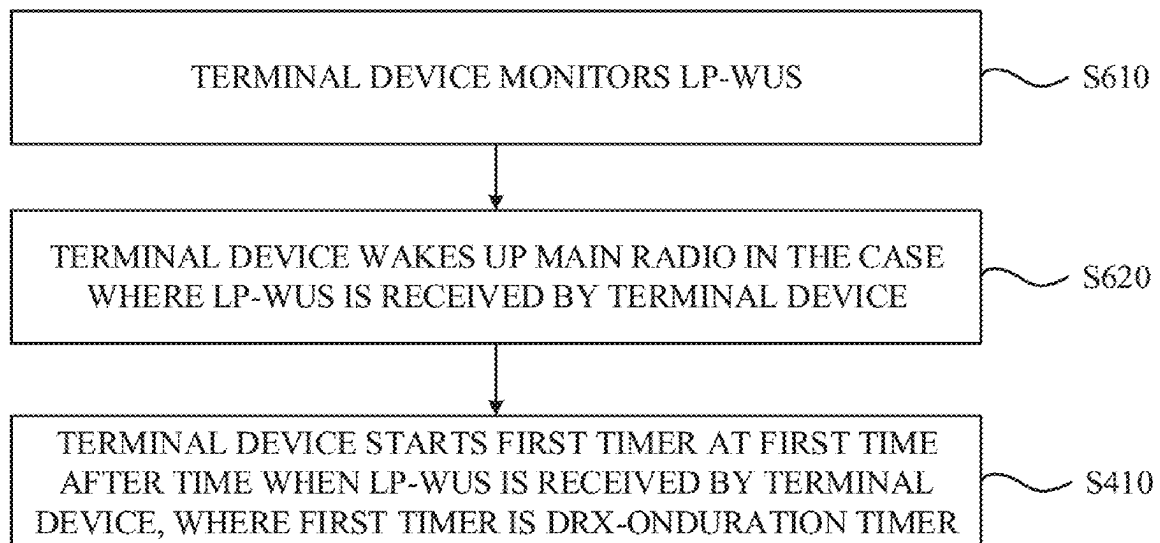 TERMINAL DEVICE MONITORS LP-WUS
S610
TERMINAL DEVICE WAKES UP MAIN RADIO IN THE CASE
WHERE LP-WUS IS RECEIVED BY TERMINAL DEVICE
S620
TERMINAL DEVICE STARTS FIRST TIMER AT FIRST TIME
AFTER TIME WHEN LP-WUS IS RECEIVED BY TERMINAL
DEVICE, WHERE FIRST TIMER IS DRX-ONDURATION TIMER
S410